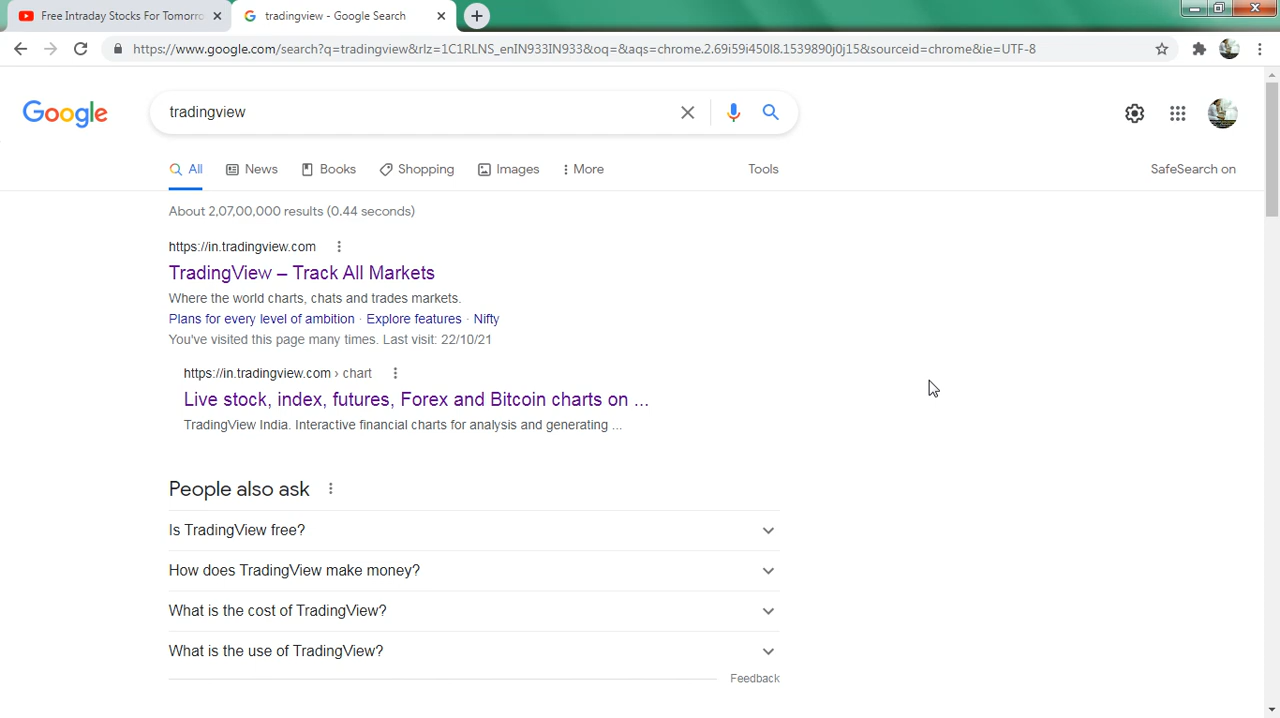 Free Intraday Stocks For Tomorro
tradingview - Google Search
https://www.google.com/search?q=tradingview&rlz=1C1RLNS_enIN933IN933&oq=&aqs=chrome.2.69i59i450l8.1539890j0j15&sourceid=chrome&ie=UTF-8
Google
tradingview
All
News
Books
Shopping
Images
More
Tools
SafeSearch on
About 2,07,00,000 results (0.44 seconds)
https://in.tradingview.com
TradingView – Track All Markets
Where the world charts, chats and trades markets.
Plans for every level of ambition · Explore features · Nifty
You've visited this page many times. Last visit: 22/10/21
https://in.tradingview.com › chart
Live stock, index, futures, Forex and Bitcoin charts on ...
TradingView India. Interactive financial charts for analysis and generating ...
People also ask
Is TradingView free?
How does TradingView make money?
What is the cost of TradingView?
What is the use of TradingView?
Feedback